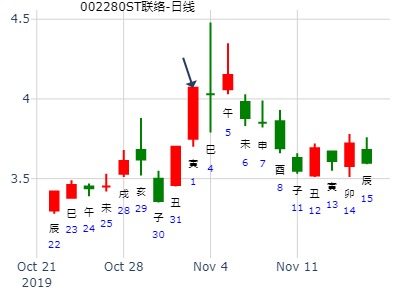 002280ST联络-日线
4.5
4
3.5
辰
22
巳
23
午
24
未
25
戌
28
亥
29
子
30
丑
31
寅
1
巳
4
午
5
未
6
申
7
酉
8
子
11
丑
12
寅
13
卯
14
辰
15
Oct 21
2019
Oct 28
Nov 4
Nov 11